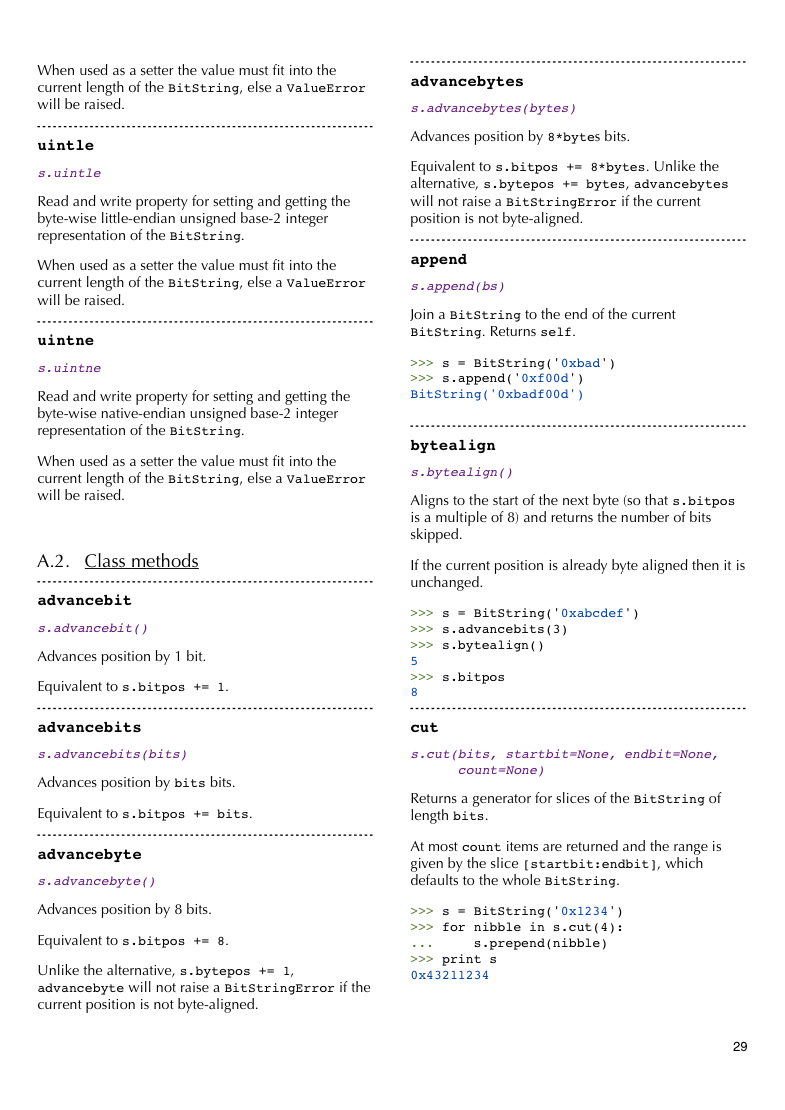 When used as a setter the value must fit into the
current length of the BitString, else a ValueError
will be raised.
uintle
s.uintle
Read and write property for setting and getting the
byte-wise little-endian unsigned base-2 integer
representation of the BitString.
When used as a setter the value must fit into the
current length of the BitString, else a ValueError
will be raised.
uintne
s.uintne
Read and write property for setting and getting the
byte-wise native-endian unsigned base-2 integer
representation of the BitString.
When used as a setter the value must fit into the
current length of the BitString, else a ValueError
will be raised.
A.2. Class methods
advancebit
s.advancebit()
Advances position by 1 bit.
Equivalent to s.bitpos += 1.
advancebits
s.advancebits(bits)
Advances position by bits bits.
Equivalent to s.bitpos += bits.
advancebyte
s.advancebyte()
Advances position by 8 bits.
Equivalent to s.bitpos += 8.
Unlike the alternative, s.bytepos += 1,
advancebyte will not raise a BitStringError if the
current position is not byte-aligned.
advancebytes
s.advancebytes(bytes)
Advances position by 8*bytes bits.
Equivalent to s.bitpos += 8*bytes. Unlike the
alternative, s.bytepos += bytes, advancebytes
will not raise a BitStringError if the current
position is not byte-aligned.
append
s.append(bs)
Join a BitString to the end of the current
BitString. Returns self.
>>> s = BitString('0xbad')
>>> s.append('0xf00d')
BitString('0xbadf00d')
bytealign
s.bytealign()
Aligns to the start of the next byte (so that s.bitpos
is a multiple of 8) and returns the number of bits
skipped.
If the current position is already byte aligned then it is
unchanged.
>>> s = BitString('0xabcdef')
>>> s.advancebits(3)
>>> s.bytealign()
5
>>> s.bitpos
8
cut
s.cut(bits, startbit=None, endbit=None,
count=None)
Returns a generator for slices of the BitString of
length bits.
At most count items are returned and the range is
given by the slice [startbit:endbit], which
defaults to the whole BitString.
>>> s = BitString('0x1234')
>>> for nibble in s.cut(4):
...     s.prepend(nibble)
>>> print s
0x43211234
29